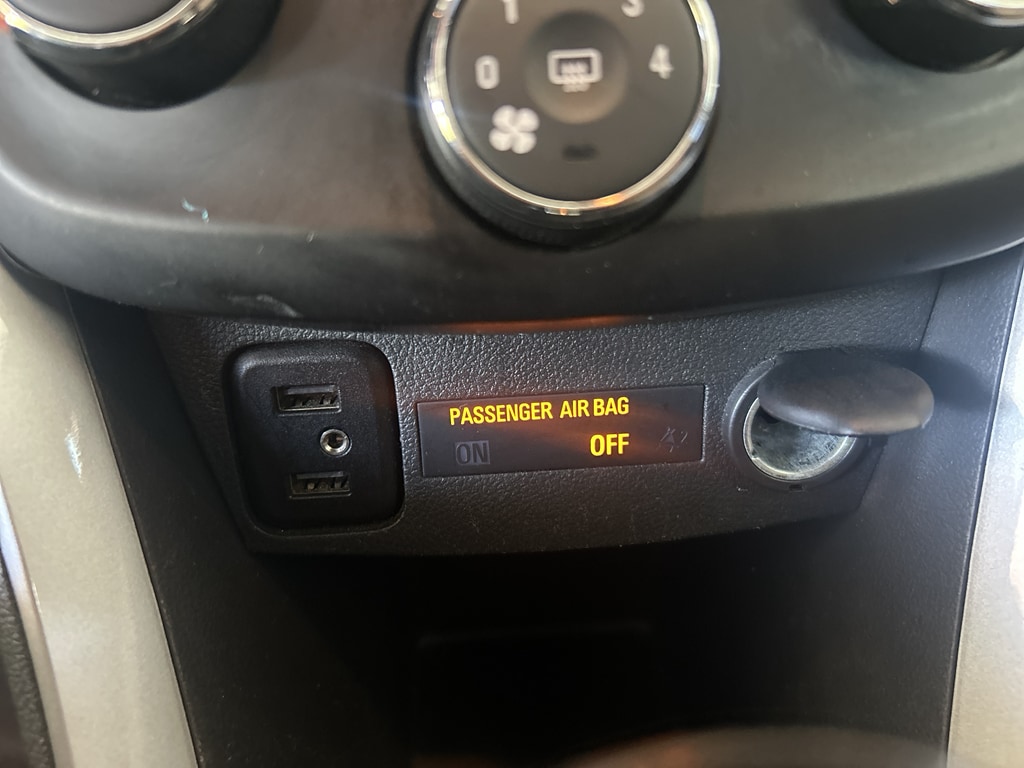 1 3
0 4
PASSENGER AIR BAG
ON OFF